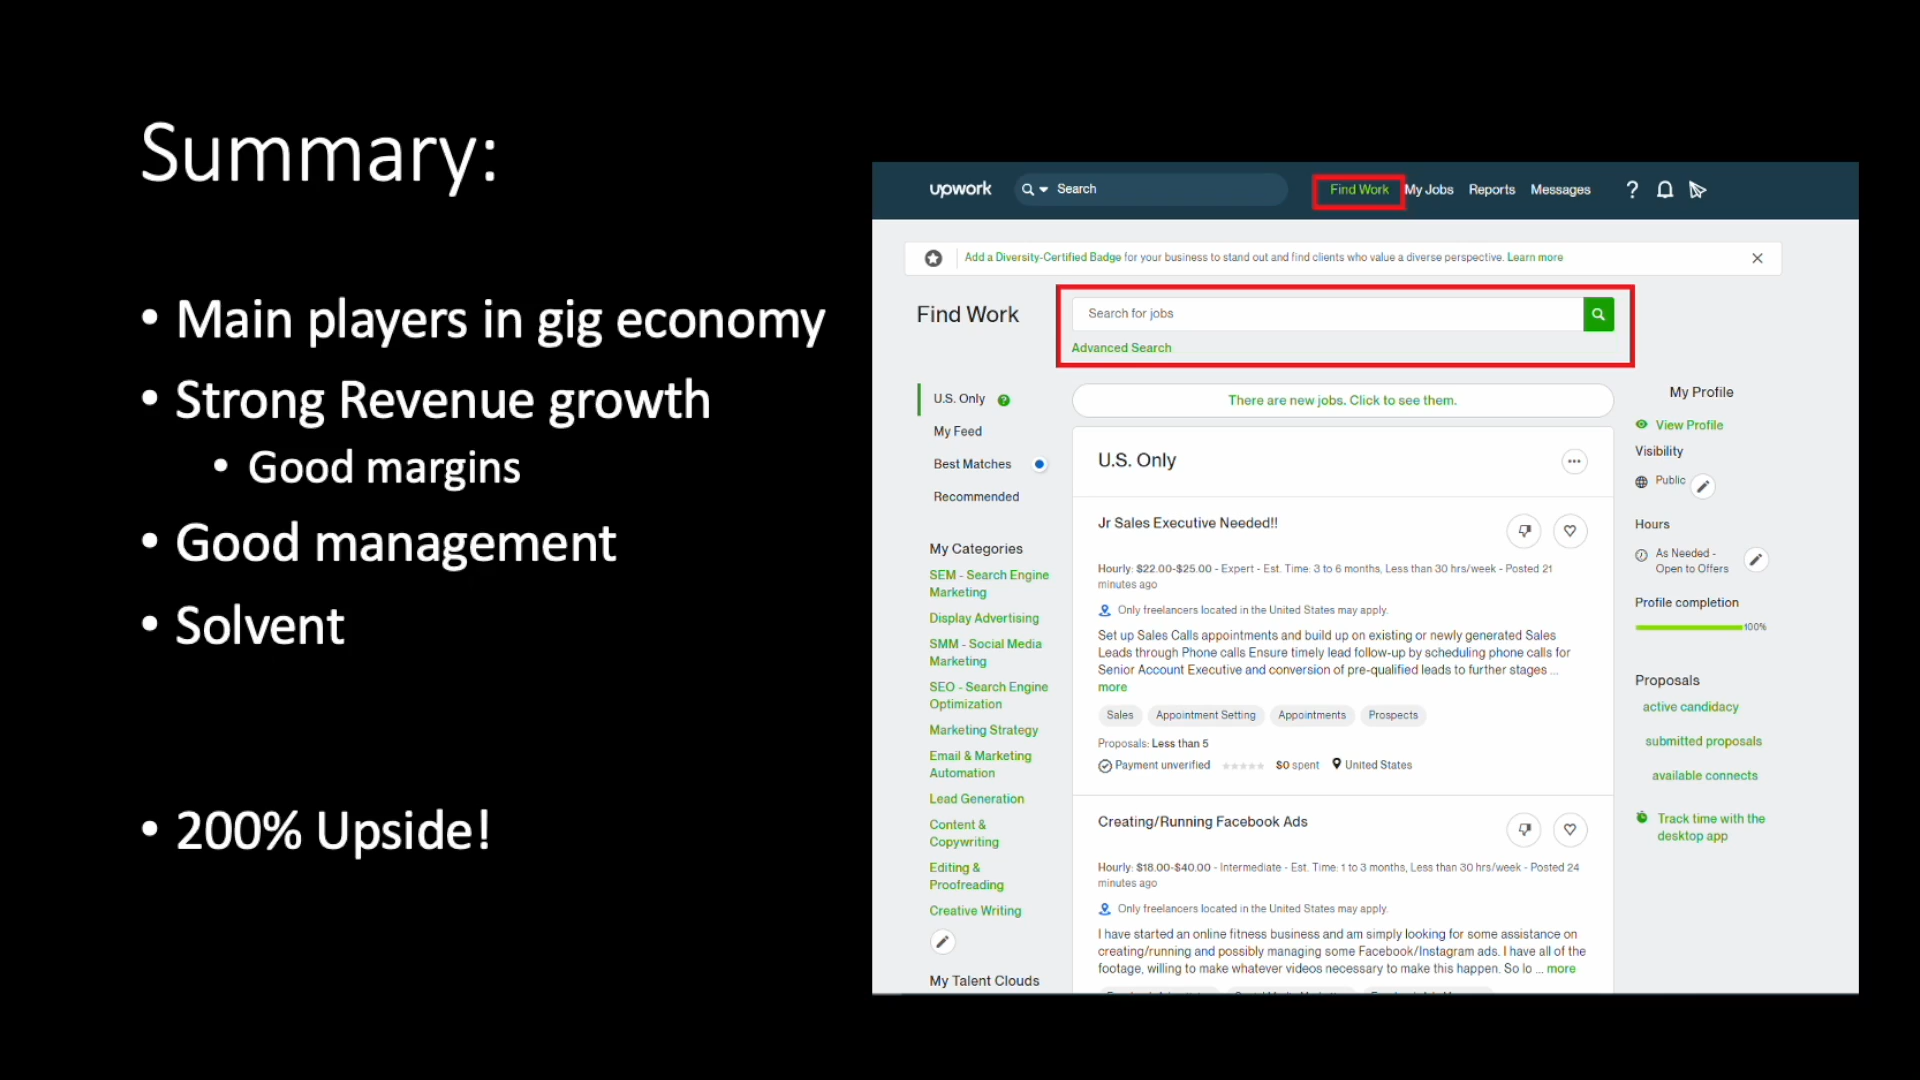 Summary:
• Main players in gig economy
• Strong Revenue growth
• Good margins
• Good management
• Solvent
• 200% Upside!
upwork
Search
Find Work
My Jobs
Reports
Messages
?
Add a Diversity-Certified Badge for your business to stand out and find clients who value a diverse perspective. Learn more
Find Work
Search for jobs
Advanced Search
U.S. Only ?
My Feed
Best Matches
Recommended
My Categories
SEM - Search Engine
Marketing
Display Advertising
SMM - Social Media
Marketing
SEO - Search Engine
Optimization
Marketing Strategy
Email & Marketing
Automation
Lead Generation
Content &
Copywriting
Editing &
Proofreading
Creative Writing
My Talent Clouds
There are new jobs. Click to see them.
U.S. Only
Jr Sales Executive Needed!!
Hourly: $22.00-$25.00 - Expert - Est. Time: 3 to 6 months, Less than 30 hrs/week - Posted 21
minutes ago
Only freelancers located in the United States may apply.
Set up Sales Calls appointments and build up on existing or newly generated Sales
Leads through Phone calls Ensure timely lead follow-up by scheduling phone calls for
Senior Account Executive and conversion of pre-qualified leads to further stages ...
more
Sales
Appointment Setting
Appointments
Prospects
Proposals: Less than 5
Payment unverified
$0 spent
United States
Creating/Running Facebook Ads
Hourly: $18.00-$40.00 - Intermediate - Est. Time: 1 to 3 months, Less than 30 hrs/week - Posted 24
minutes ago
Only freelancers located in the United States may apply.
I have started an online fitness business and am simply looking for some assistance on
creating/running and possibly managing some Facebook/Instagram ads. I have all of the
footage, willing to make whatever videos necessary to make this happen. So lo ... more
My Profile
View Profile
Visibility
Public
Hours
As Needed -
Open to Offers
Profile completion
100%
Proposals
active candidacy
submitted proposals
available connects
Track time with the
desktop app